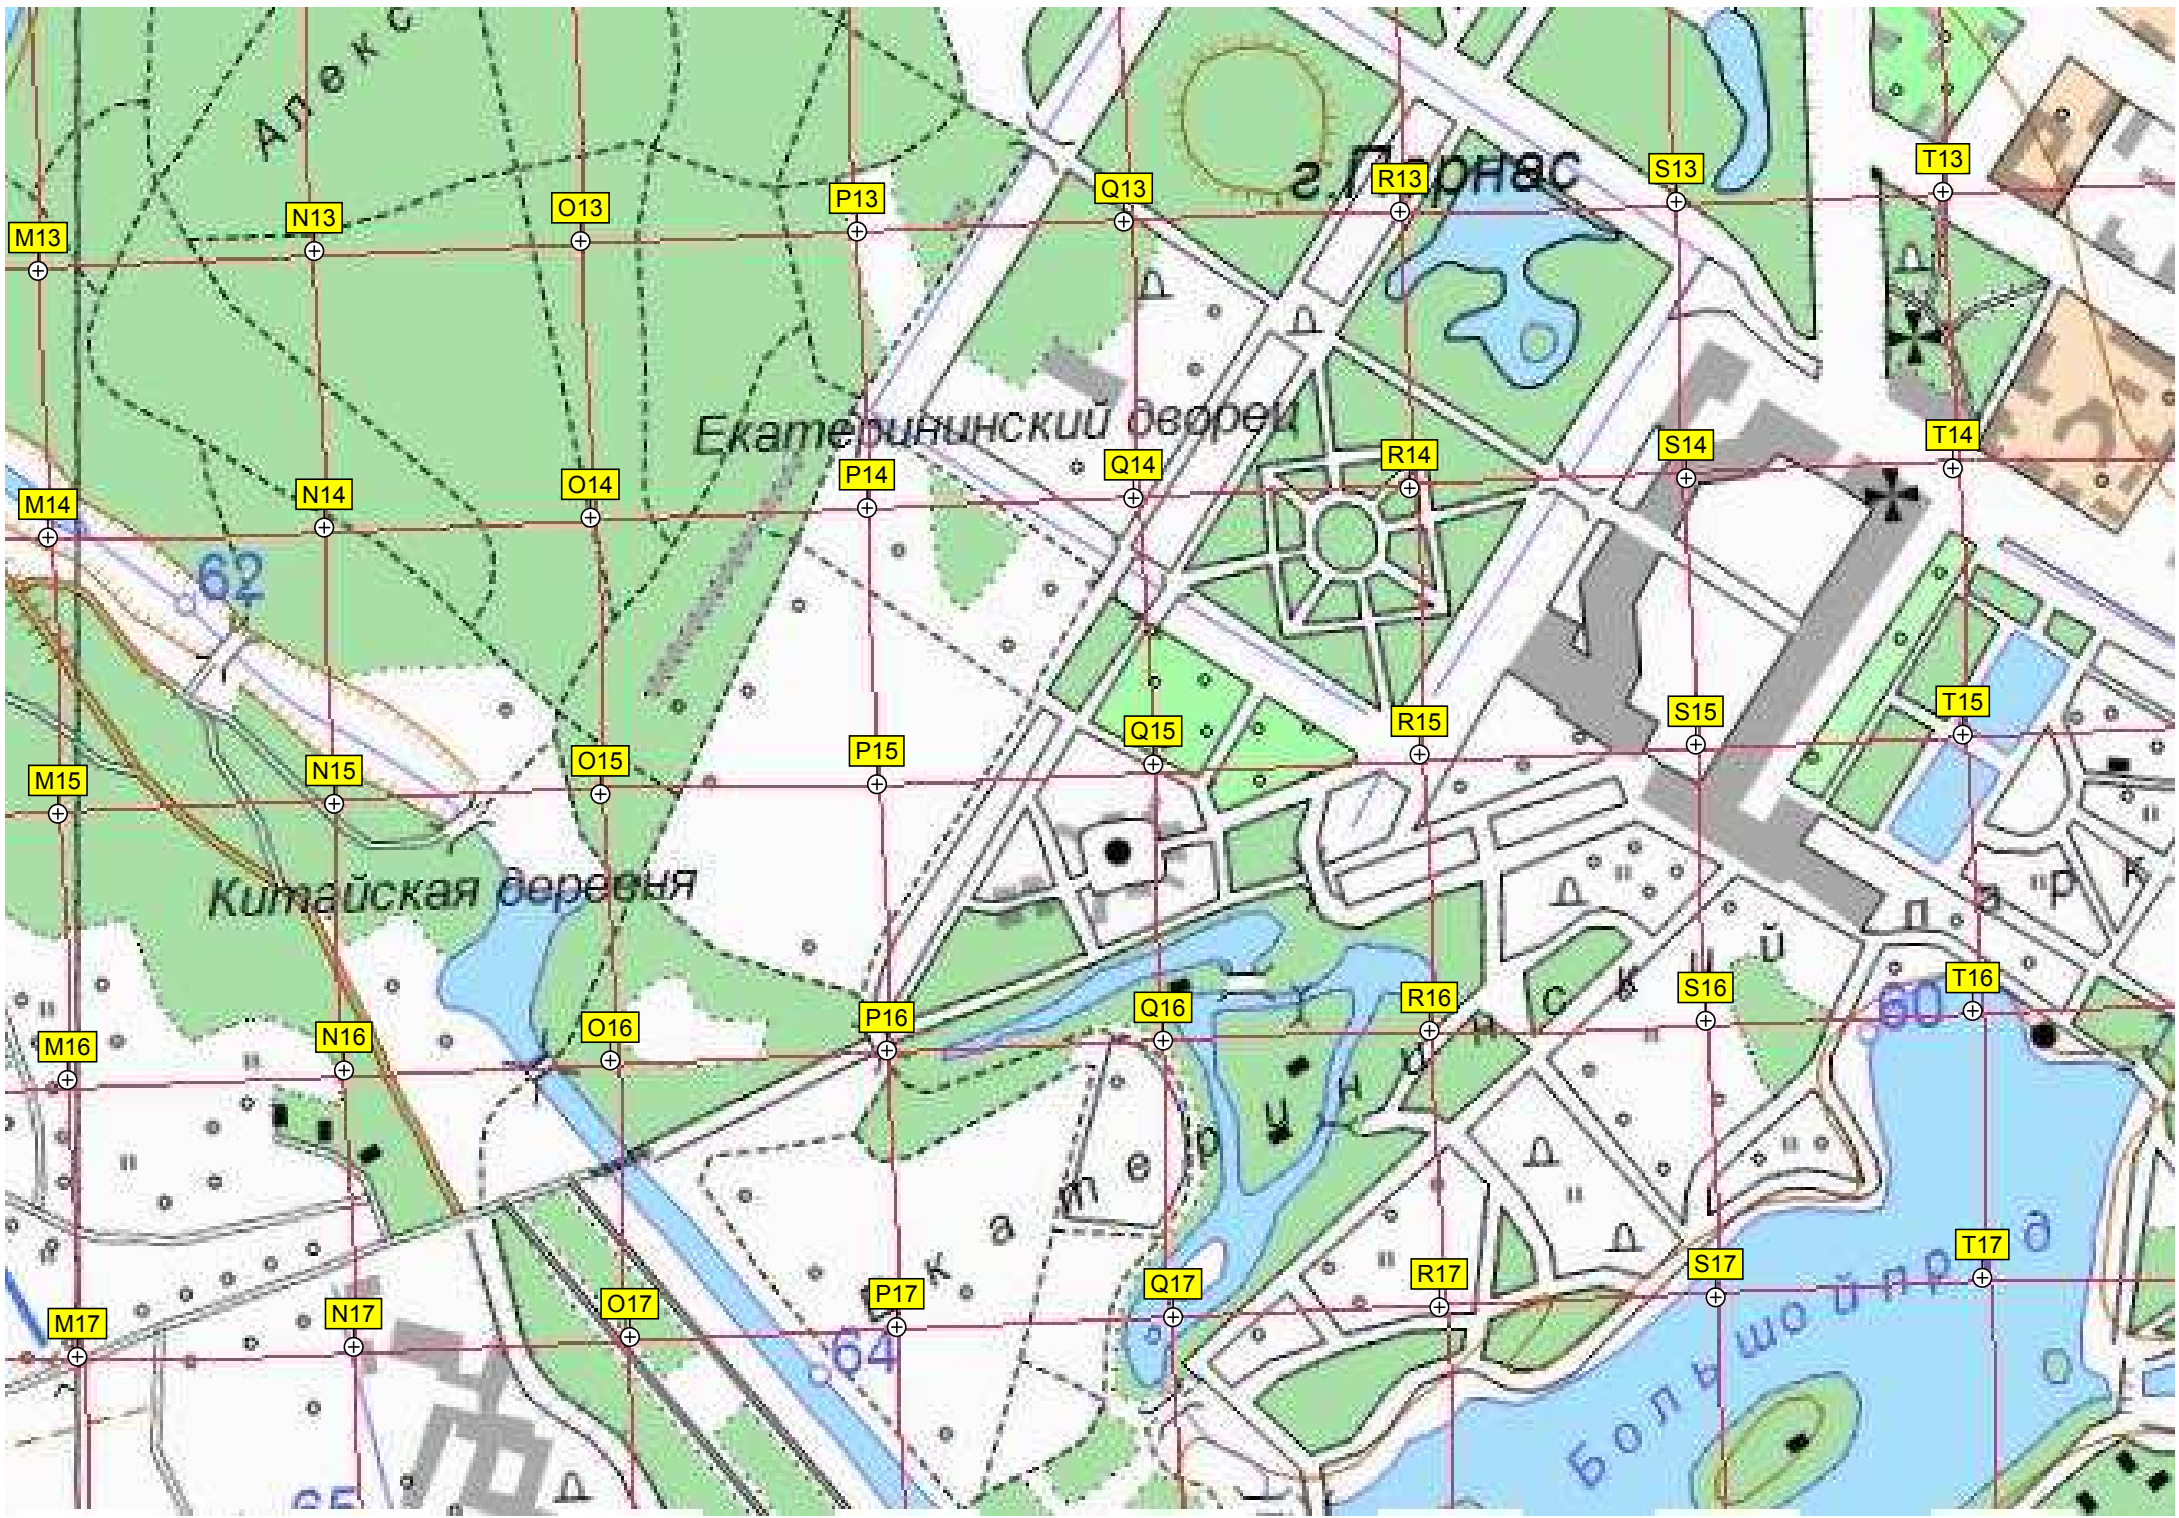 Алекс
г.Парнас
M13 N13 O13 P13 Q13 R13 S13 T13
Екатерининский дворец
M14 N14 O14 P14 Q14 R14 S14 T14
62
M15 N15 O15 P15 Q15 R15 S15 T15
Китайская деревня
M16 N16 O16 P16 Q16 R16 S16 T16
60
Екатерининский парк
M17 N17 O17 P17 Q17 R17 S17 T17
64
Большой пруд
65